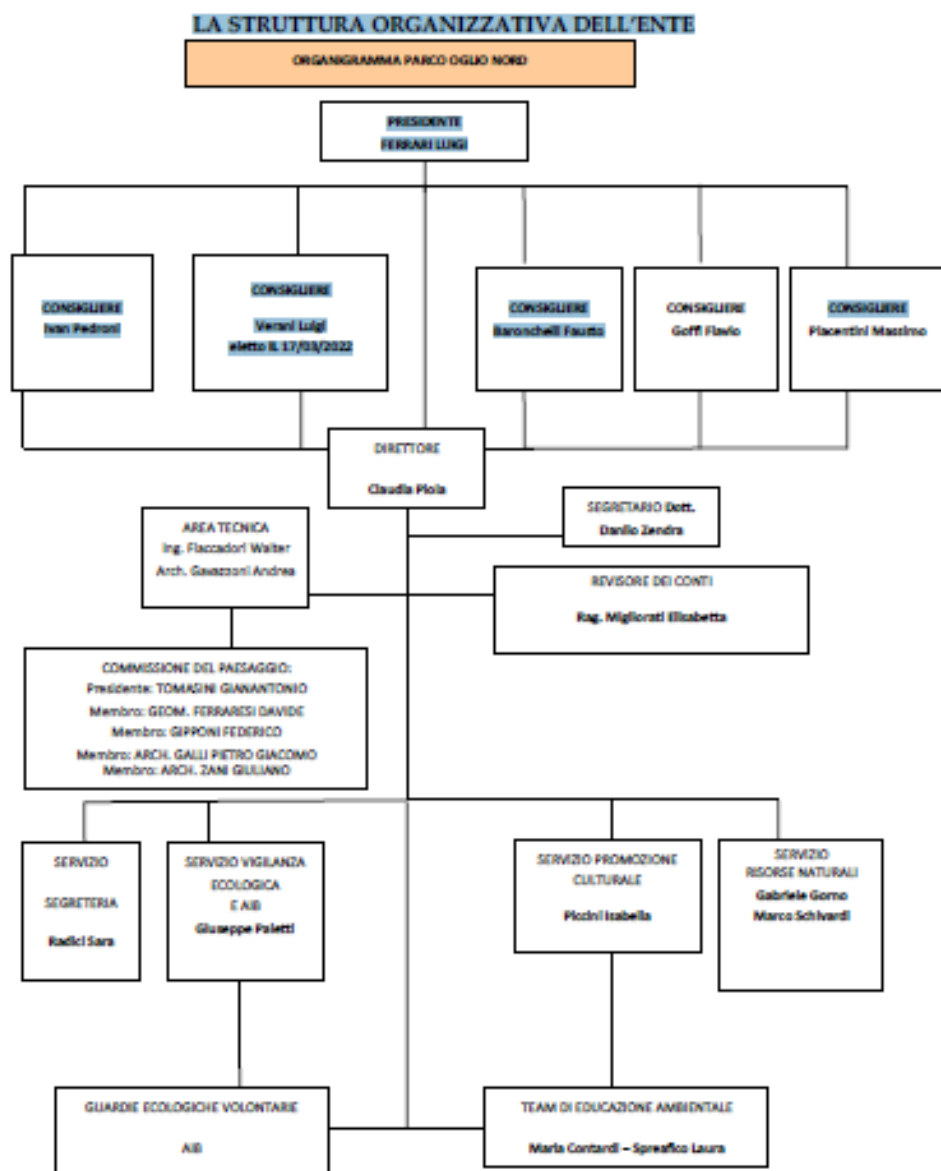 LA STRUTTURA ORGANIZZATIVA DELL'ENTE
ORGANIGRAMMA PARCO OGLIO NORD
PRESIDENTE
FERRARI LUIGI
CONSIGLIERE
Ivan Pedroni
CONSIGLIERE
Verani Luigi
eletto IL 17/03/2022
CONSIGLIERE
Baronchelli Fausto
CONSIGLIERE
Goffi Flavio
CONSIGLIERE
Piacentini Massimo
DIRETTORE
Claudia Ploia
SEGRETARIO Dott.
Danilo Zendra
AREA TECNICA
Ing. Flaccadori Walter
Arch. Gavazzoni Andrea
REVISORE DEI CONTI
Rag. Migliorati Elisabetta
COMMISSIONE DEL PAESAGGIO:
Presidente: TOMASINI GIANANTONIO
Membro: GEOM. FERRARESI DAVIDE
Membro: GIPPONI FEDERICO
Membro: ARCH. GALLI PIETRO GIACOMO
Membro: ARCH. ZANI GIULIANO
SERVIZIO
SEGRETERIA
Radici Sara
SERVIZIO VIGILANZA
ECOLOGICA
E AIB
Giuseppe Paletti
SERVIZIO PROMOZIONE
CULTURALE
Piccini Isabella
SERVIZIO
RISORSE NATURALI
Gabriele Gorno
Marco Schivardi
GUARDIE ECOLOGICHE VOLONTARIE
AIB
TEAM DI EDUCAZIONE AMBIENTALE
Maria Contardi – Spreafico Laura